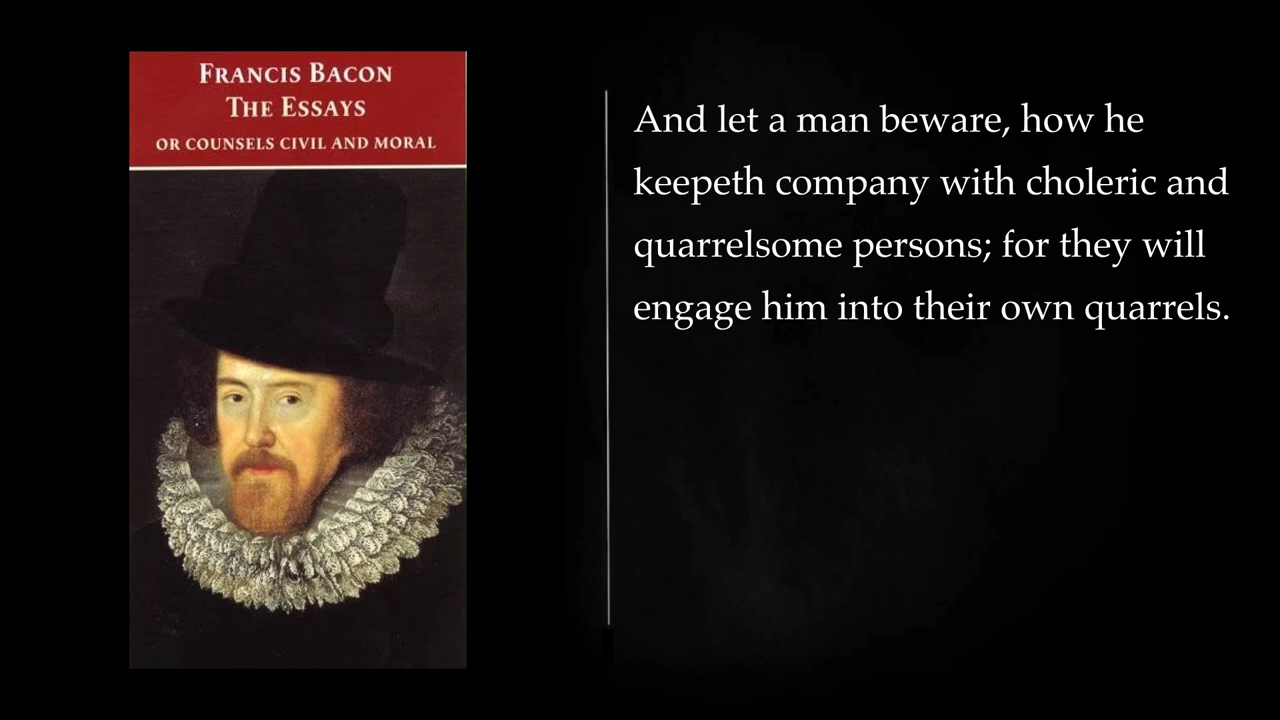 FRANCIS BACON
THE ESSAYS
OR COUNSELS CIVIL AND MORAL
And let a man beware, how he
keepeth company with choleric and
quarrelsome persons; for they will
engage him into their own quarrels.